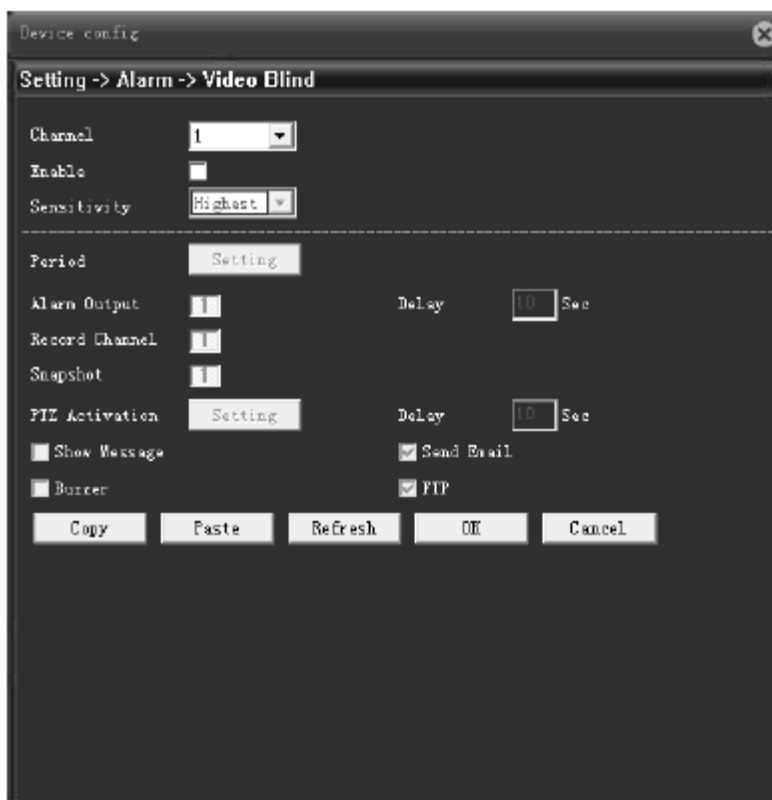 Device config
Setting -> Alarm -> Video Blind
Channel 1
Enable
Sensitivity Highest
Period Setting
Alarm Output 1 Delay 10 Sec
Record Channel 1
Snapshot 1
PTZ Activation Setting Delay 10 Sec
Show Message Send Email
Buzzer FTP
Copy Paste Refresh OK Cancel